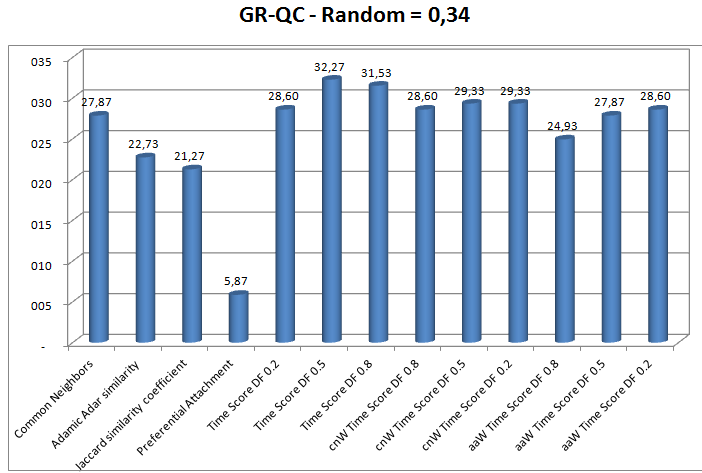 GR-QC - Random = 0,34
035
030
025
020
015
010
005
-
27,87
22,73
21,27
5,87
28,60
32,27
31,53
28,60
29,33
29,33
24,93
27,87
28,60
Common Neighbors
Adamic Adar similarity
Jaccard similarity coefficient
Preferential Attachment
Time Score DF 0.2
Time Score DF 0.5
Time Score DF 0.8
cnW Time Score DF 0.8
cnW Time Score DF 0.5
cnW Time Score DF 0.2
aaW Time Score DF 0.8
aaW Time Score DF 0.5
aaW Time Score DF 0.2